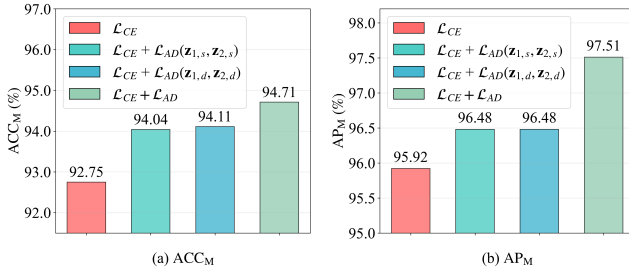 97.0
96.0
95.0
94.0
93.0
92.0
ACC_M (%)
ℒ_CE
ℒ_CE + ℒ_AD(z_1,s, z_2,s)
ℒ_CE + ℒ_AD(z_1,d, z_2,d)
ℒ_CE + ℒ_AD
92.75
94.04
94.11
94.71
(a) ACC_M
98.0
97.5
97.0
96.5
96.0
95.5
95.0
AP_M (%)
ℒ_CE
ℒ_CE + ℒ_AD(z_1,s, z_2,s)
ℒ_CE + ℒ_AD(z_1,d, z_2,d)
ℒ_CE + ℒ_AD
95.92
96.48
96.48
97.51
(b) AP_M